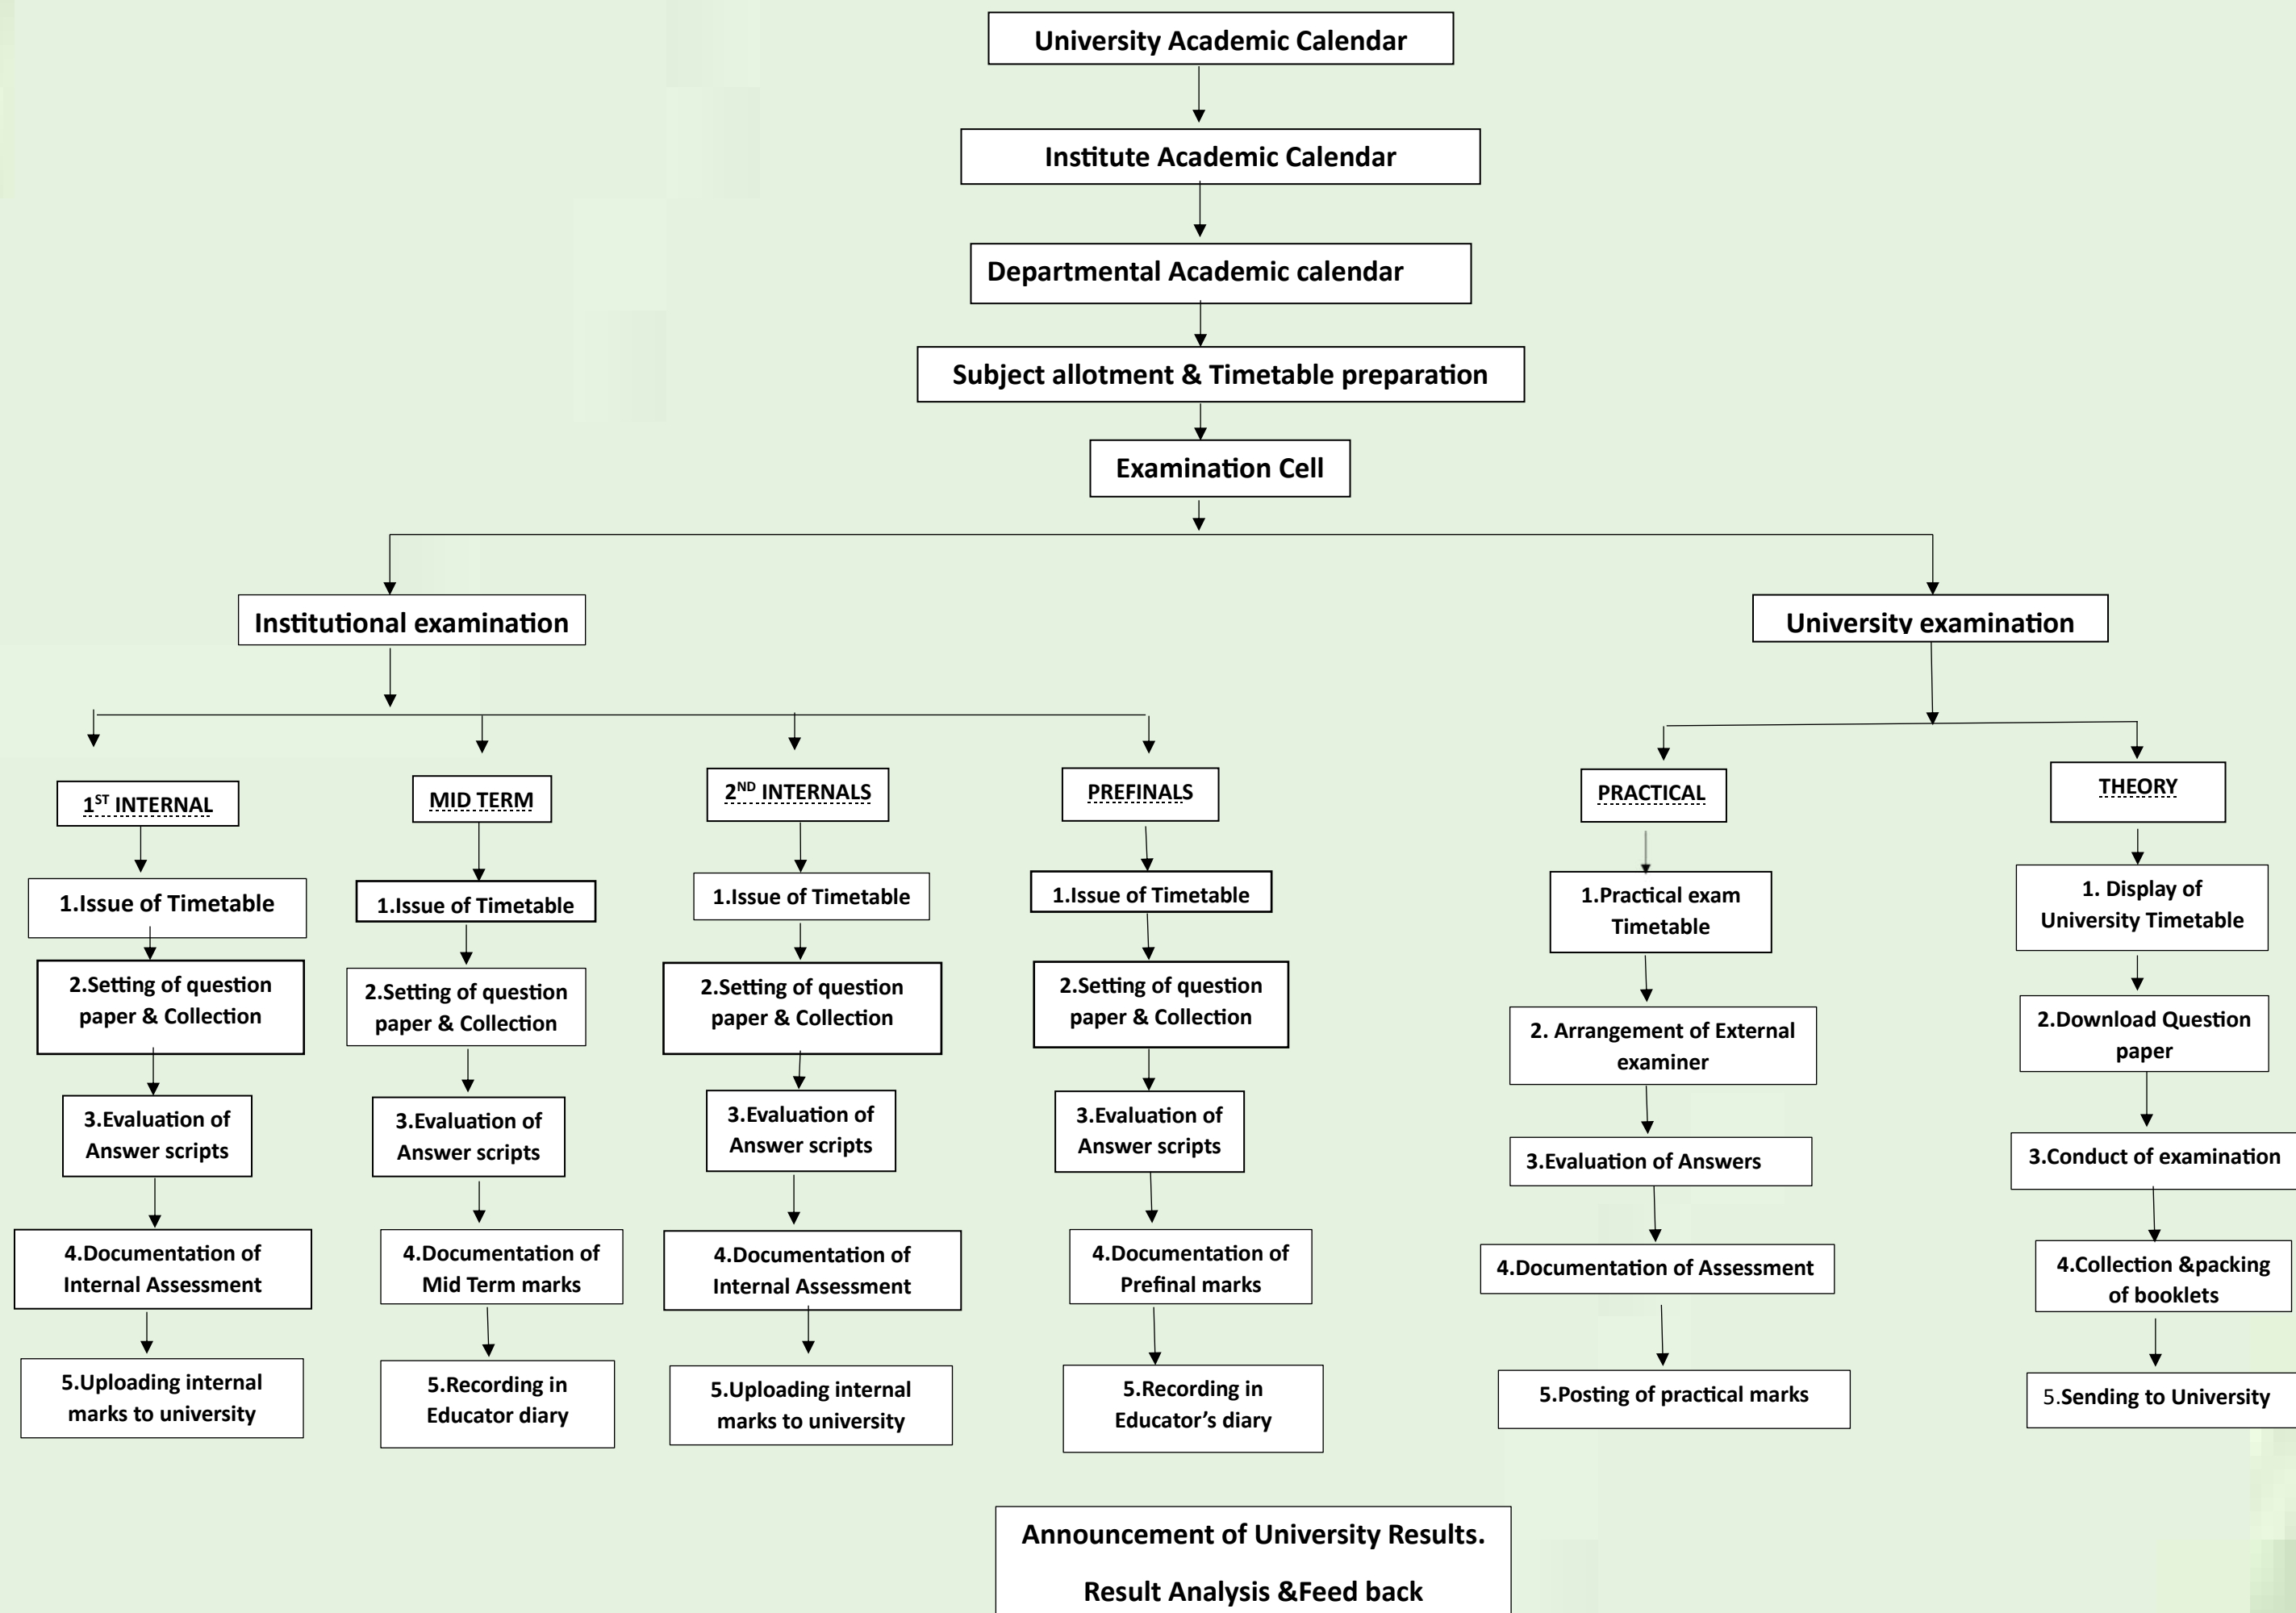 University Academic Calendar
Institute Academic Calendar
Departmental Academic calendar
Subject allotment & Timetable preparation
Examination Cell
Institutional examination
University examination
1ST INTERNAL
MID TERM
2ND INTERNALS
PREFINALS
PRACTICAL
THEORY
1.Issue of Timetable
2.Setting of question
paper & Collection
3.Evaluation of
Answer scripts
4.Documentation of
Internal Assessment
5.Uploading internal
marks to university
1.Issue of Timetable
2.Setting of question
paper & Collection
3.Evaluation of
Answer scripts
4.Documentation of
Mid Term marks
5.Recording in
Educator diary
1.Issue of Timetable
2.Setting of question
paper & Collection
3.Evaluation of
Answer scripts
4.Documentation of
Internal Assessment
5.Uploading internal
marks to university
1.Issue of Timetable
2.Setting of question
paper & Collection
3.Evaluation of
Answer scripts
4.Documentation of
Prefinal marks
5.Recording in
Educator’s diary
1.Practical exam
Timetable
2. Arrangement of External
examiner
3.Evaluation of Answers
4.Documentation of Assessment
5.Posting of practical marks
1. Display of
University Timetable
2.Download Question
paper
3.Conduct of examination
4.Collection &packing
of booklets
5.Sending to University
Announcement of University Results.
Result Analysis &Feed back